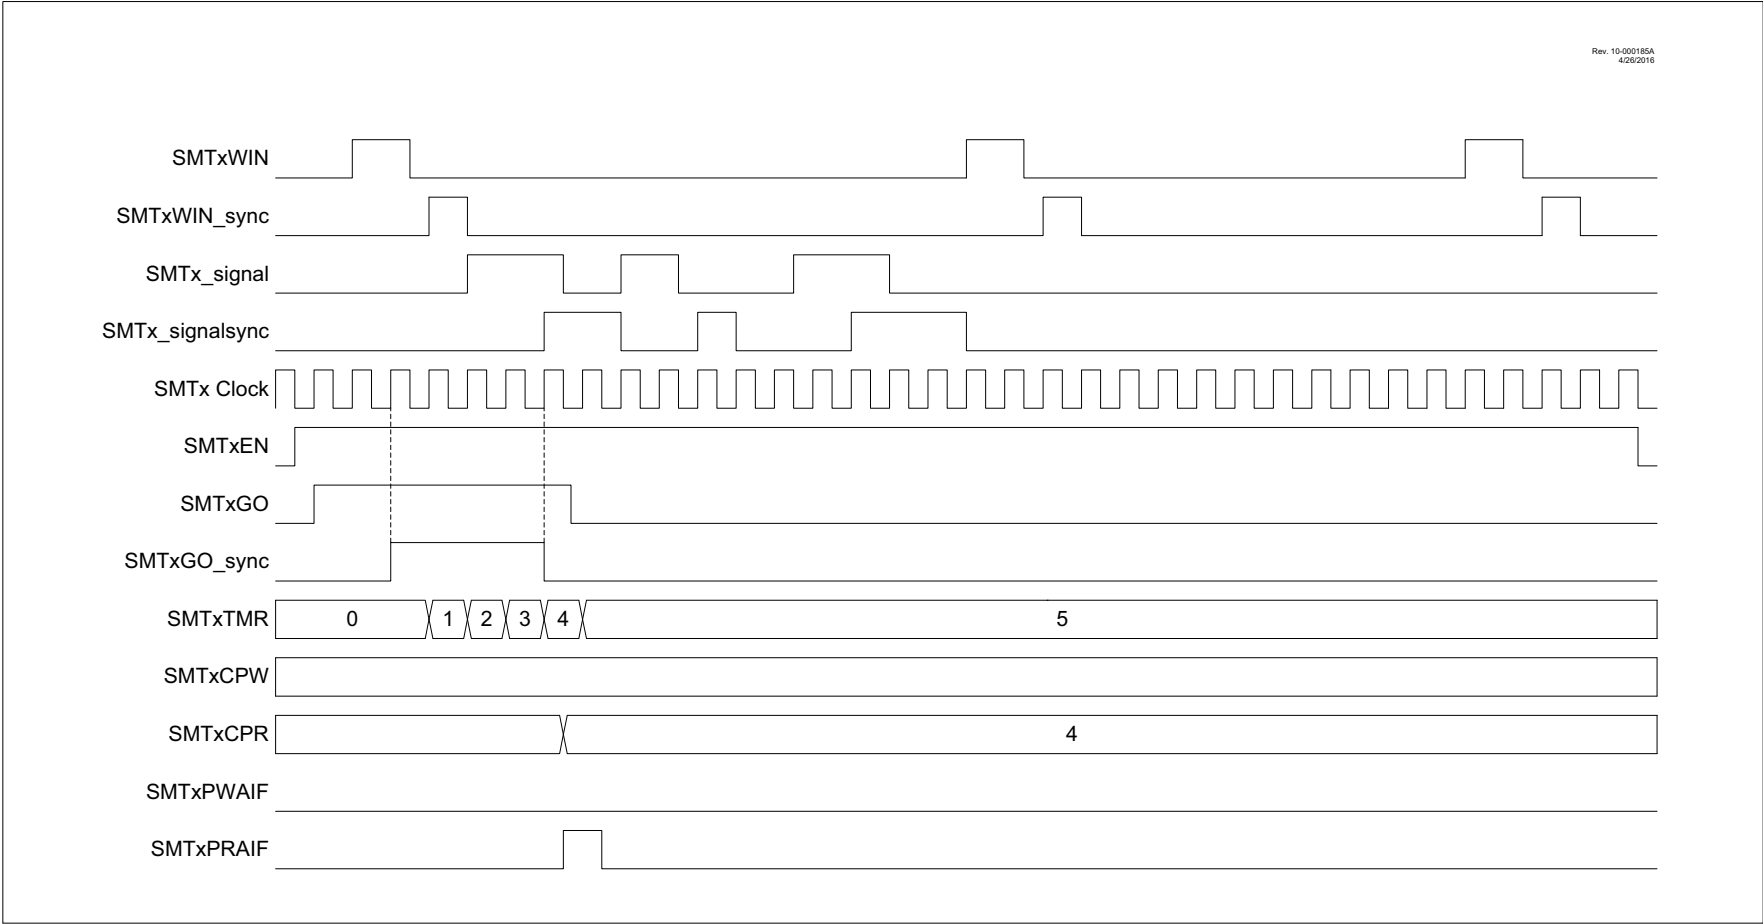 Rev. 10-000185A
4/26/2016
SMTxWIN
SMTxWIN_sync
SMTx_signal
SMTx_signalsync
SMTx Clock
SMTxEN
SMTxGO
SMTxGO_sync
SMTxTMR 0 1 2 3 4 5
SMTxCPW
SMTxCPR 4
SMTxPWAIF
SMTxPRAIF